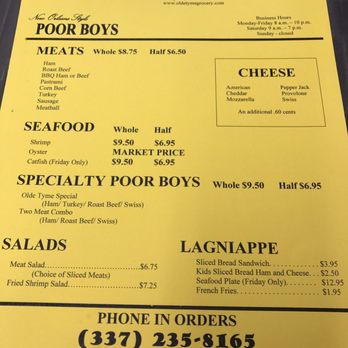 www.oldetymegrocery.com
New Orleans Style
POOR BOYS
Business Hours
Monday-Friday 8 a.m. – 10 p.m.
Saturday 9 a.m. – 7 p.m.
Sunday - closed
MEATS Whole $8.75 Half $6.50
Ham
Roast Beef
BBQ Ham or Beef
Pastrami
Corn Beef
Turkey
Sausage
Meatball
CHEESE
American Pepper Jack
Cheddar Provolone
Mozzarella Swiss
An additional .60 cents
SEAFOOD Whole Half
Shrimp $9.50 $6.95
Oyster MARKET PRICE
Catfish (Friday Only) $9.50 $6.95
SPECIALTY POOR BOYS Whole $9.50 Half $6.95
Olde Tyme Special
(Ham/ Turkey/ Roast Beef/ Swiss)
Two Meat Combo
(Ham/ Roast Beef/ Swiss)
SALADS
Meat Salad....................$6.75
(Choice of Sliced Meats)
Fried Shrimp Salad............$7.25
LAGNIAPPE
Sliced Bread Sandwich...............$3.95
Kids Sliced Bread Ham and Cheese...$2.50
Seafood Plate (Friday Only).........$12.95
French Fries........................$1.95
PHONE IN ORDERS
(337) 235-8165